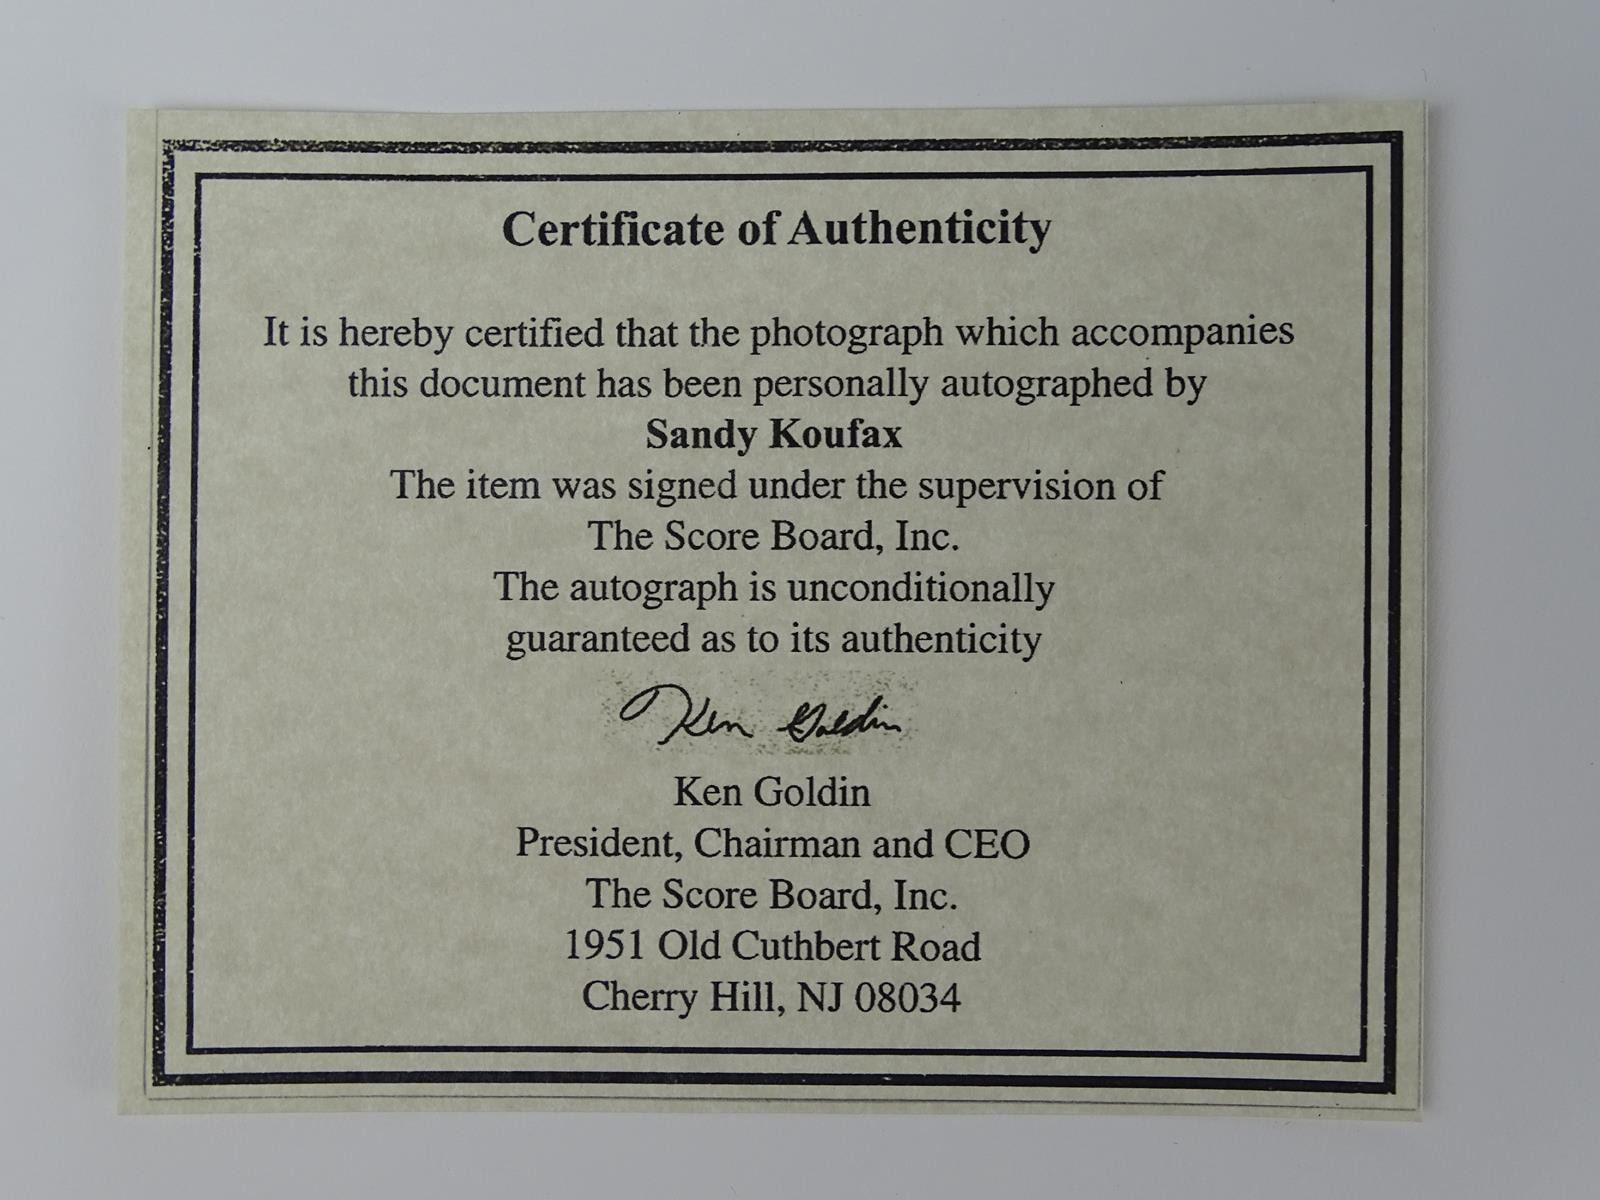 Certificate of Authenticity
It is hereby certified that the photograph which accompanies
this document has been personally autographed by
Sandy Koufax
The item was signed under the supervision of
The Score Board, Inc.
The autograph is unconditionally
guaranteed as to its authenticity
Ken Goldin
Ken Goldin
President, Chairman and CEO
The Score Board, Inc.
1951 Old Cuthbert Road
Cherry Hill, NJ 08034